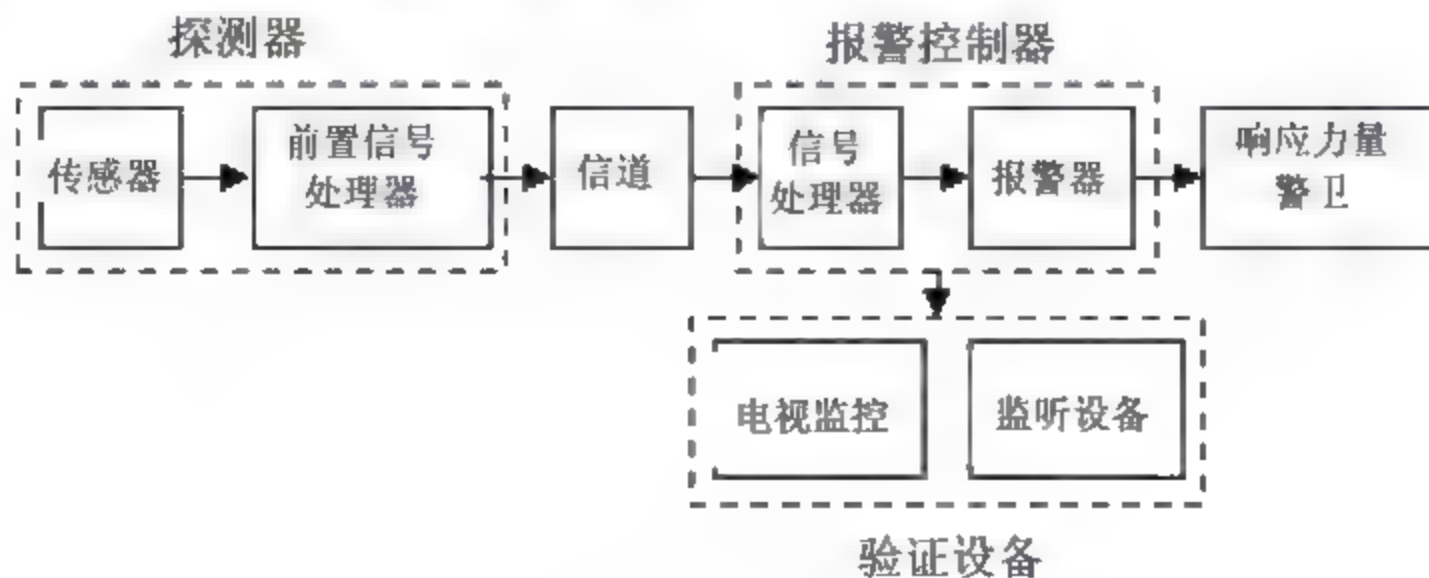 探测器
报警控制器
传感器
前置信号
处理器
信道
信号
处理器
报警器
响应力量
警卫
电视监控
监听设备
验证设备